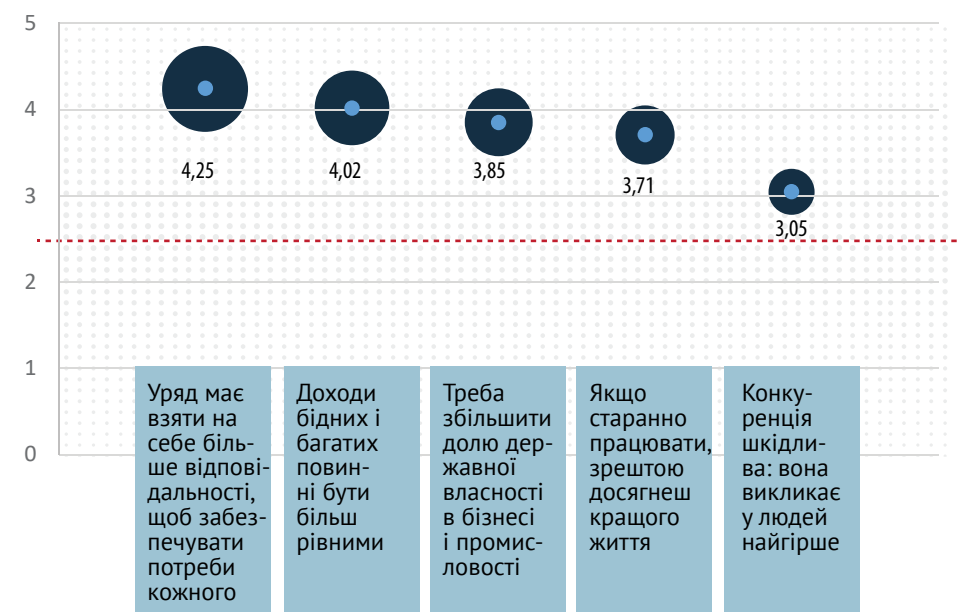 5
4
3
2
1
0
4,25
4,02
3,85
3,71
3,05
Уряд має
взяти на
себе біль-
ше відпові-
дальності,
щоб забез-
печувати
потреби
кожного
Доходи
бідних і
багатих
повин-
ні бути
більш
рівними
Треба
збільшити
долю дер-
жавної
власності
в бізнесі
і промис-
ловості
Якщо
старанно
працювати,
зрештою
досягнеш
кращого
життя
Конку-
ренція
шкідли-
ва: вона
викликає
у людей
найгірше